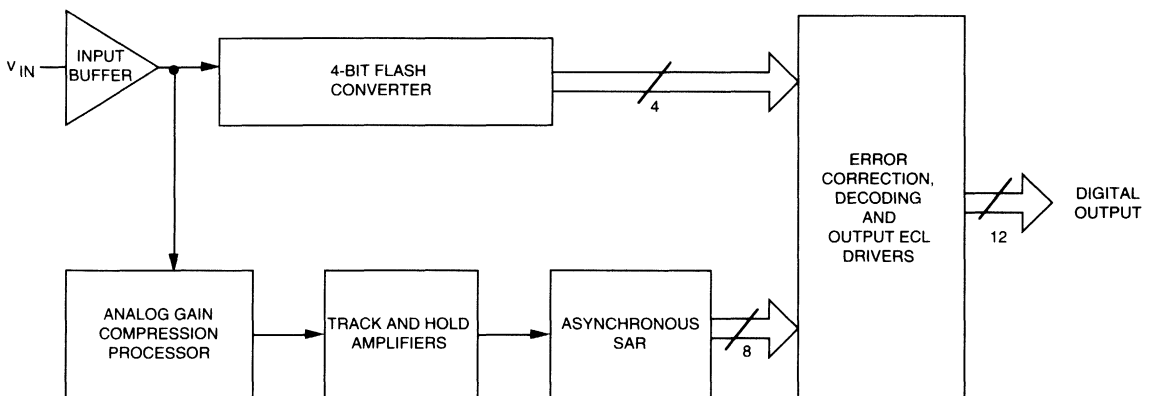 VIN
INPUT
BUFFER
4-BIT FLASH
CONVERTER
4
ERROR
CORRECTION,
DECODING
AND
OUTPUT ECL
DRIVERS
12
DIGITAL
OUTPUT
ANALOG GAIN
COMPRESSION
PROCESSOR
TRACK AND HOLD
AMPLIFIERS
ASYNCHRONOUS
SAR
8